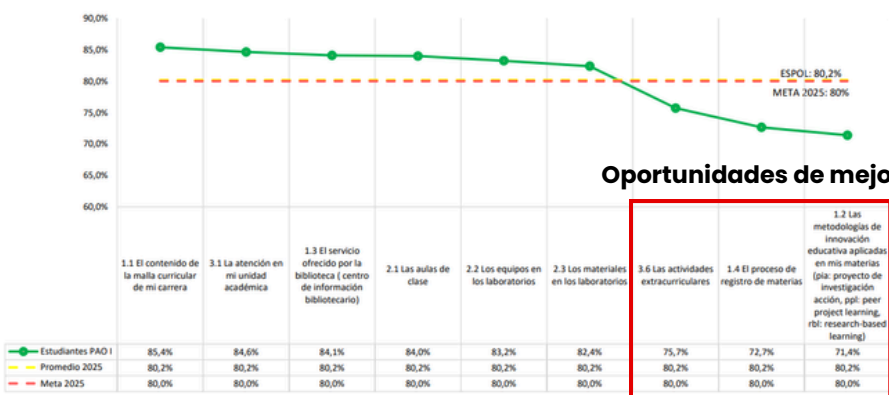 90,0%
85,0%
80,0%
75,0%
70,0%
65,0%
60,0%
ESPOL: 80,2%
META 2025: 80%
Oportunidades de mejo
1.1 El contenido de
la malla curricular
de mi carrera
3.1 La atención en
mi unidad
académica
1.3 El servicio
ofrecido por la
biblioteca ( centro
de información
bibliotecario)
2.1 Las aulas de
clase
2.2 Los equipos en
los laboratorios
2.3 Los materiales
en los laboratorios
3.6 Las actividades
extracurriculares
1.4 El proceso de
registro de materias
1.2 Las
metodologías de
innovación
educativa aplicadas
en mis materias
(pia: proyecto de
investigación
acción, ppl: peer
project learning,
rbl: research-based
learning)
Estudiantes PAO I 85,4% 84,6% 84,1% 84,0% 83,2% 82,4% 75,7% 72,7% 71,4%
Promedio 2025 80,2% 80,2% 80,2% 80,2% 80,2% 80,2% 80,2% 80,2% 80,2%
Meta 2025 80,0% 80,0% 80,0% 80,0% 80,0% 80,0% 80,0% 80,0% 80,0%